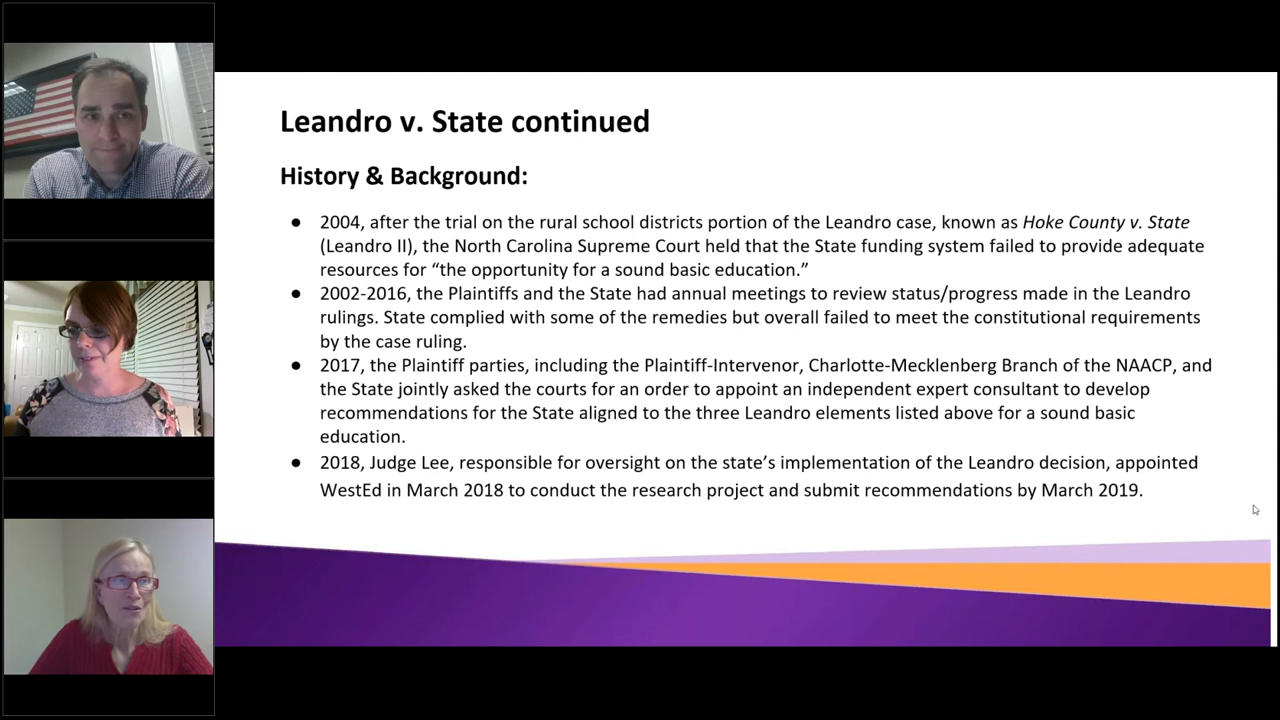 Leandro v. State continued
History & Background:
● 2004, after the trial on the rural school districts portion of the Leandro case, known as Hoke County v. State
(Leandro II), the North Carolina Supreme Court held that the State funding system failed to provide adequate
resources for “the opportunity for a sound basic education.”
● 2002-2016, the Plaintiffs and the State had annual meetings to review status/progress made in the Leandro
rulings. State complied with some of the remedies but overall failed to meet the constitutional requirements
by the case ruling.
● 2017, the Plaintiff parties, including the Plaintiff-Intervenor, Charlotte-Mecklenberg Branch of the NAACP, and
the State jointly asked the courts for an order to appoint an independent expert consultant to develop
recommendations for the State aligned to the three Leandro elements listed above for a sound basic
education.
● 2018, Judge Lee, responsible for oversight on the state’s implementation of the Leandro decision, appointed
WestEd in March 2018 to conduct the research project and submit recommendations by March 2019.